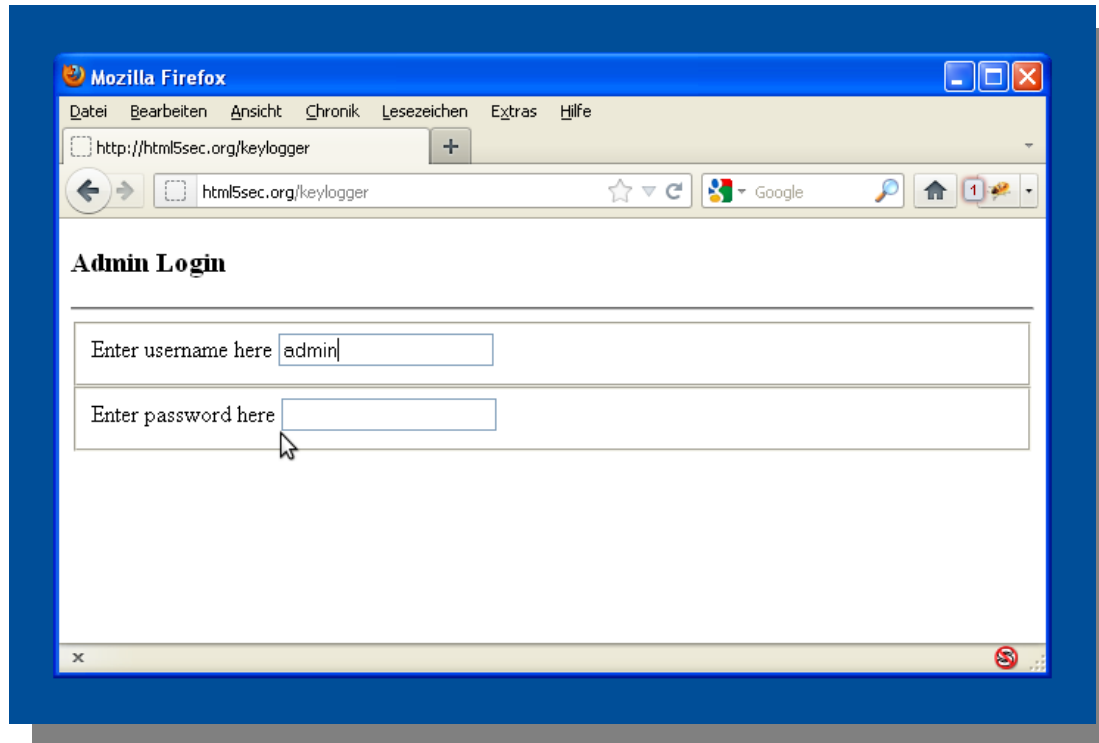 Mozilla Firefox
Datei Bearbeiten Ansicht Chronik Lesezeichen Extras Hilfe
http://html5sec.org/keylogger
html5sec.org/keylogger Google 1
Admin Login
Enter username here admin
Enter password here